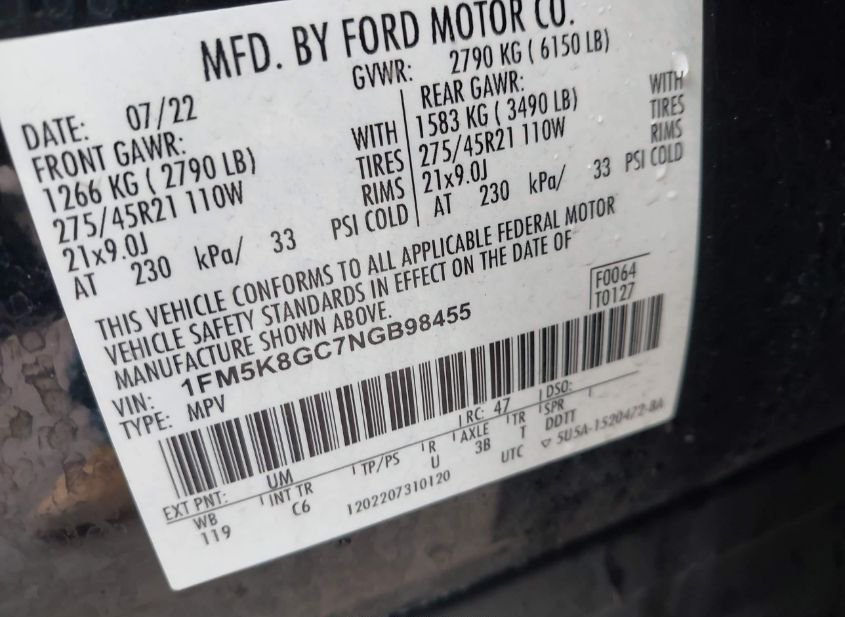 MFD. BY FORD MOTOR CO.
DATE: 07/22 GVWR: 2790 KG ( 6150 LB)
FRONT GAWR: REAR GAWR:
1266 KG ( 2790 LB) WITH 1583 KG ( 3490 LB) WITH
275/45R21 110W TIRES 275/45R21 110W TIRES
21x9.0J RIMS 21x9.0J RIMS
AT 230 kPa/ 33 PSI COLD AT 230 kPa/ 33 PSI COLD
THIS VEHICLE CONFORMS TO ALL APPLICABLE FEDERAL MOTOR
VEHICLE SAFETY STANDARDS IN EFFECT ON THE DATE OF
MANUFACTURE SHOWN ABOVE.
VIN: 1FM5K8GC7NGB98455
F0064
TYPE: MPV
T0127
EXT PNT: UM RC: 47 DSO:
WB INT TR TP/PS R AXLE TR SPR
119 C6 U 3B T DDTT
1202207310120 UTC 5U5A-1520472-BA